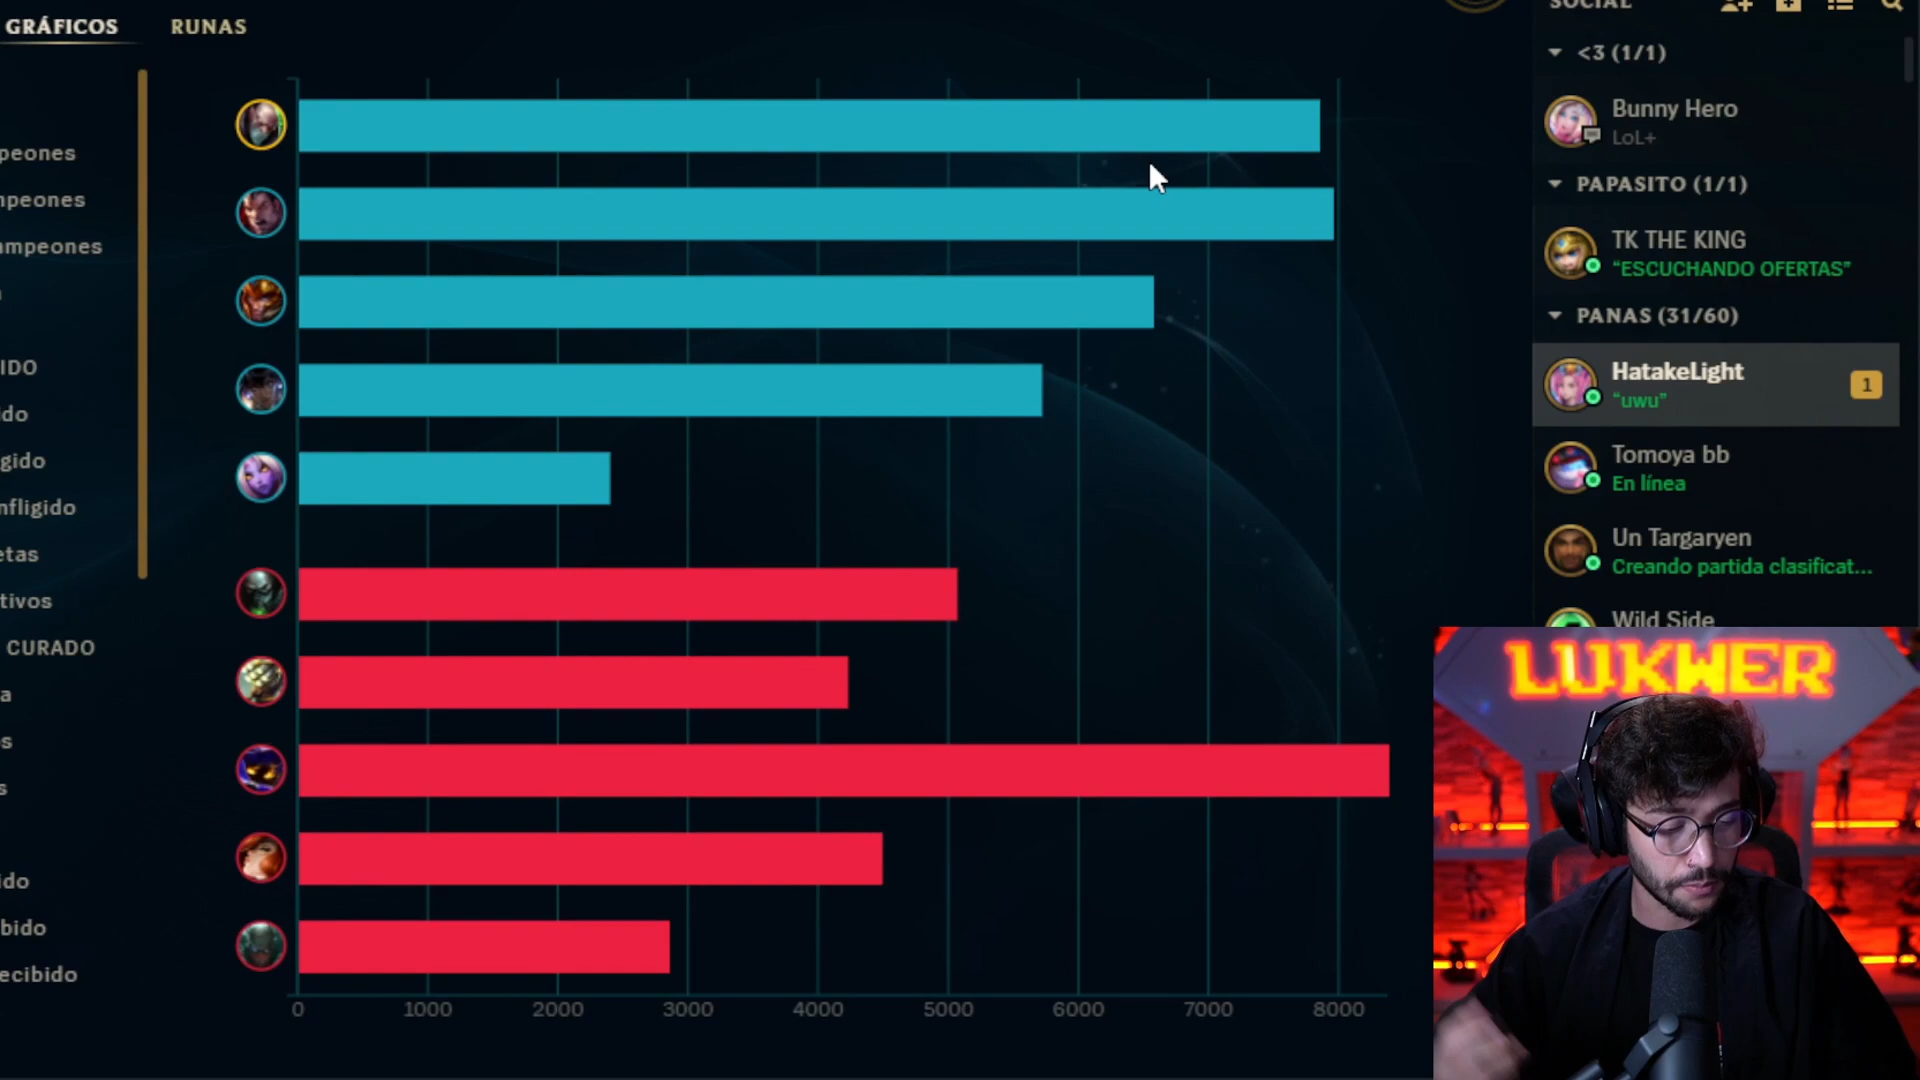 GRÁFICOS
RUNAS
peones
npeones
ampeones
IDO
ido
gido
nfligido
etas
tivos
CURADO
a
s
s
do
bido
ecibido
0
1000
2000
3000
4000
5000
6000
7000
8000
SOCIAL
<3 (1/1)
Bunny Hero
LoL+
PAPASITO (1/1)
TK THE KING
“ESCUCHANDO OFERTAS”
PANAS (31/60)
HatakeLight
1
“uwu”
Tomoya bb
En línea
Un Targaryen
Creando partida clasificat...
Wild Side
LUKWER